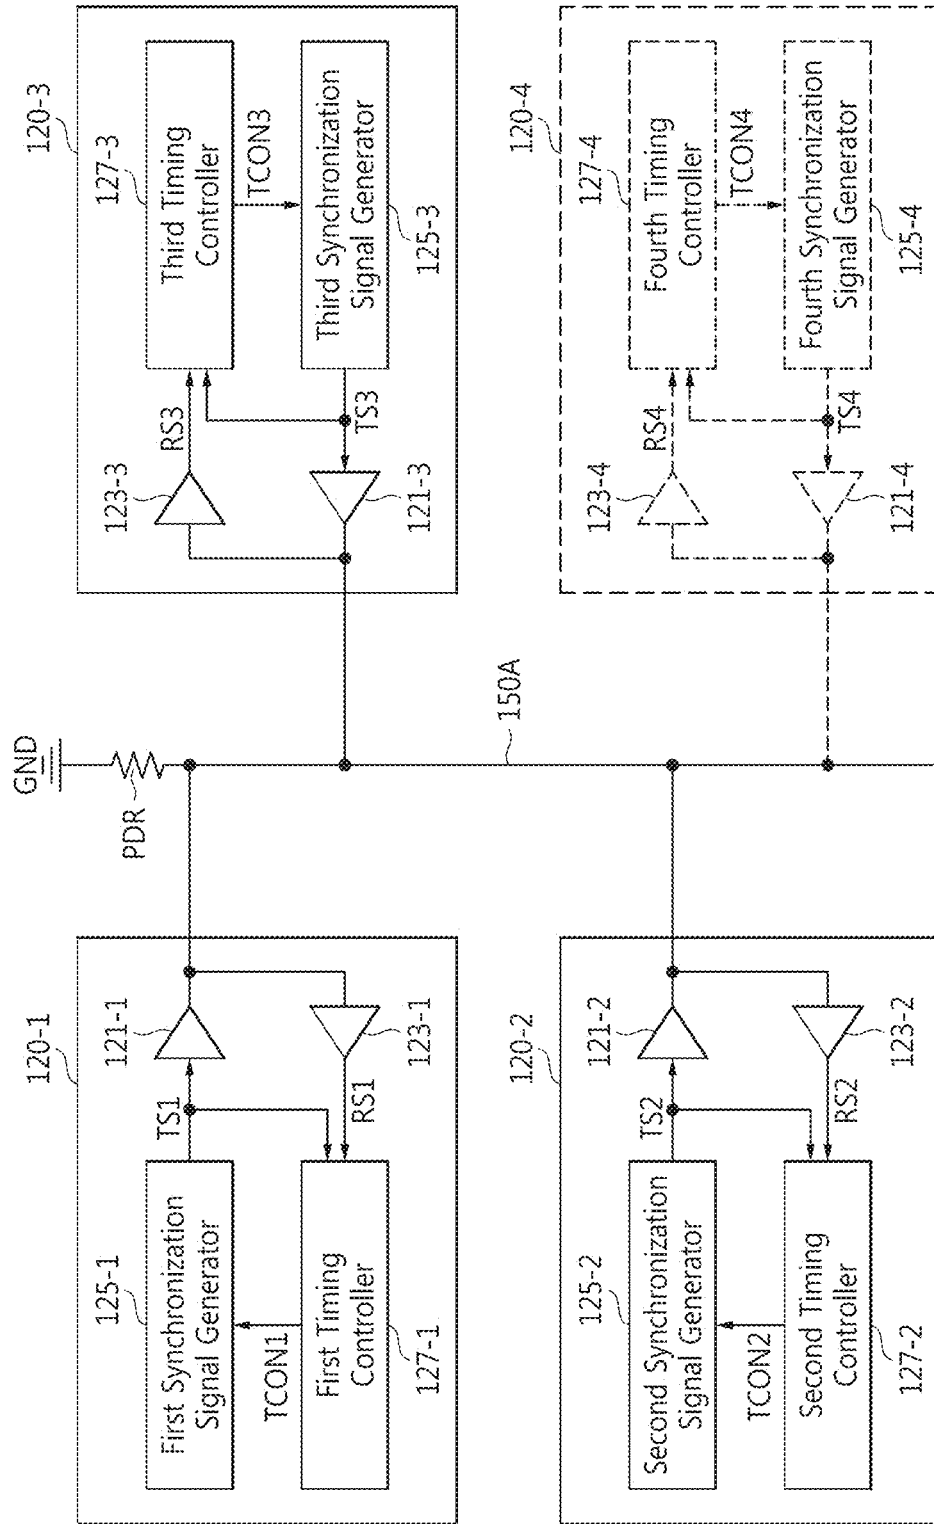 120-1
125-1
First Synchronization
Signal Generator
TS1
121-1
TCON1
First Timing
Controller
127-1
RS1
123-1
GND
PDR
120-3
123-3
RS3
127-3
Third Timing
Controller
TCON3
121-3
TS3
Third Synchronization
Signal Generator
125-3
150A
120-2
125-2
Second Synchronization
Signal Generator
TS2
121-2
TCON2
Second Timing
Controller
127-2
RS2
123-2
120-4
123-4
RS4
127-4
Fourth Timing
Controller
TCON4
121-4
TS4
Fourth Synchronization
Signal Generator
125-4